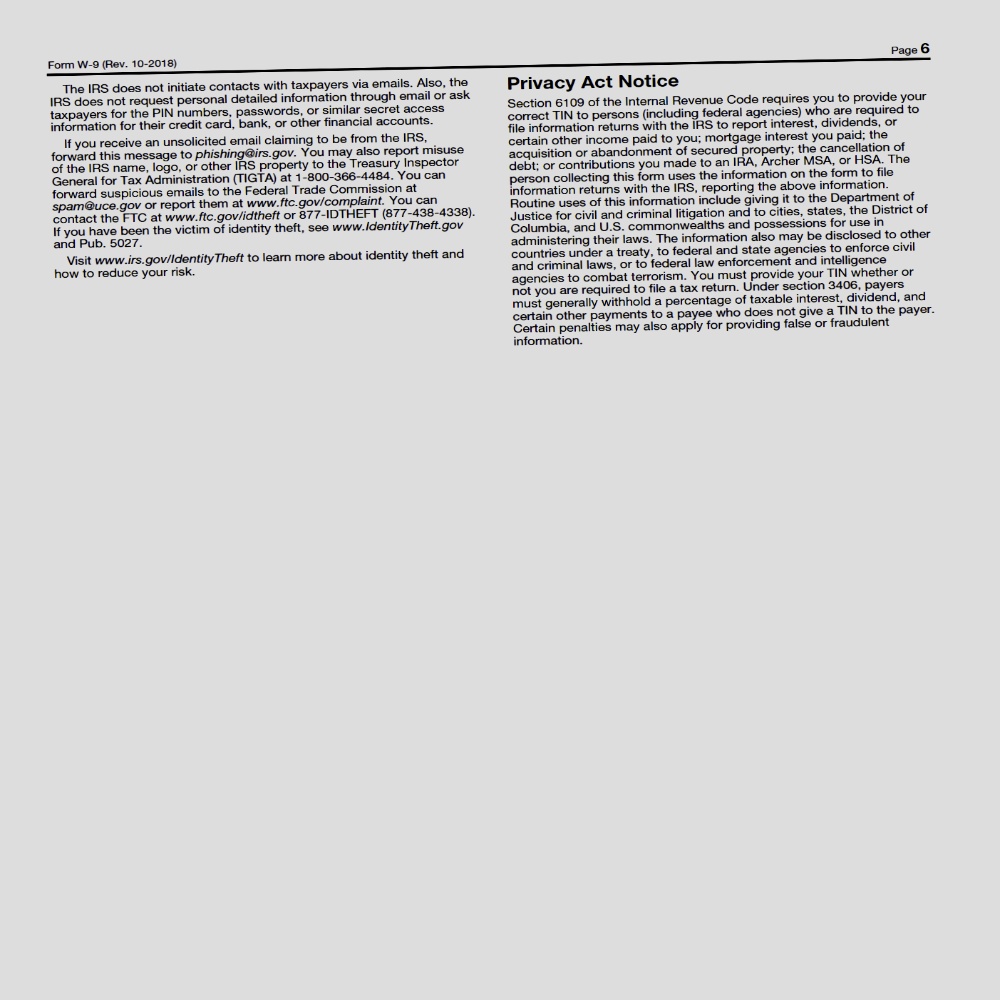 Form W-9 (Rev. 10-2018)
Page 6
The IRS does not initiate contacts with taxpayers via emails. Also, the
IRS does not request personal detailed information through email or ask
taxpayers for the PIN numbers, passwords, or similar secret access
information for their credit card, bank, or other financial accounts.
If you receive an unsolicited email claiming to be from the IRS,
forward this message to phishing@irs.gov. You may also report misuse
of the IRS name, logo, or other IRS property to the Treasury Inspector
General for Tax Administration (TIGTA) at 1-800-366-4484. You can
forward suspicious emails to the Federal Trade Commission at
spam@uce.gov or report them at www.ftc.gov/complaint. You can
contact the FTC at www.ftc.gov/idtheft or 877-IDTHEFT (877-438-4338).
If you have been the victim of identity theft, see www.IdentityTheft.gov
and Pub. 5027.
Visit www.irs.gov/IdentityTheft to learn more about identity theft and
how to reduce your risk.
Privacy Act Notice
Section 6109 of the Internal Revenue Code requires you to provide your
correct TIN to persons (including federal agencies) who are required to
file information returns with the IRS to report interest, dividends, or
certain other income paid to you; mortgage interest you paid; the
acquisition or abandonment of secured property; the cancellation of
debt; or contributions you made to an IRA, Archer MSA, or HSA. The
person collecting this form uses the information on the form to file
information returns with the IRS, reporting the above information.
Routine uses of this information include giving it to the Department of
Justice for civil and criminal litigation and to cities, states, the District of
Columbia, and U.S. commonwealths and possessions for use in
administering their laws. The information also may be disclosed to other
countries under a treaty, to federal and state agencies to enforce civil
and criminal laws, or to federal law enforcement and intelligence
agencies to combat terrorism. You must provide your TIN whether or
not you are required to file a tax return. Under section 3406, payers
must generally withhold a percentage of taxable interest, dividend, and
certain other payments to a payee who does not give a TIN to the payer.
Certain penalties may also apply for providing false or fraudulent
information.